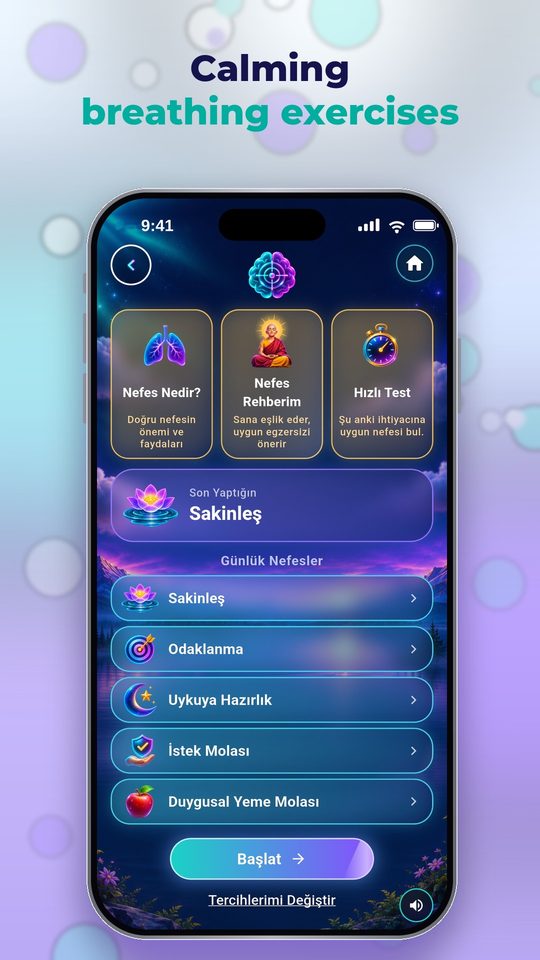 Calming
breathing exercises
9:41
Nefes Nedir?
Doğru nefesin
önemi ve
faydaları
Nefes
Rehberim
Sana eşlik eder,
uygun egzersizi
önerir
Hızlı Test
Şu anki ihtiyacına
uygun nefesi bul.
Son Yaptığın
Sakinleş
Günlük Nefesler
Sakinleş
Odaklanma
Uykuya Hazırlık
İstek Molası
Duygusal Yeme Molası
Başlat →
Tercihlerimi Değiştir